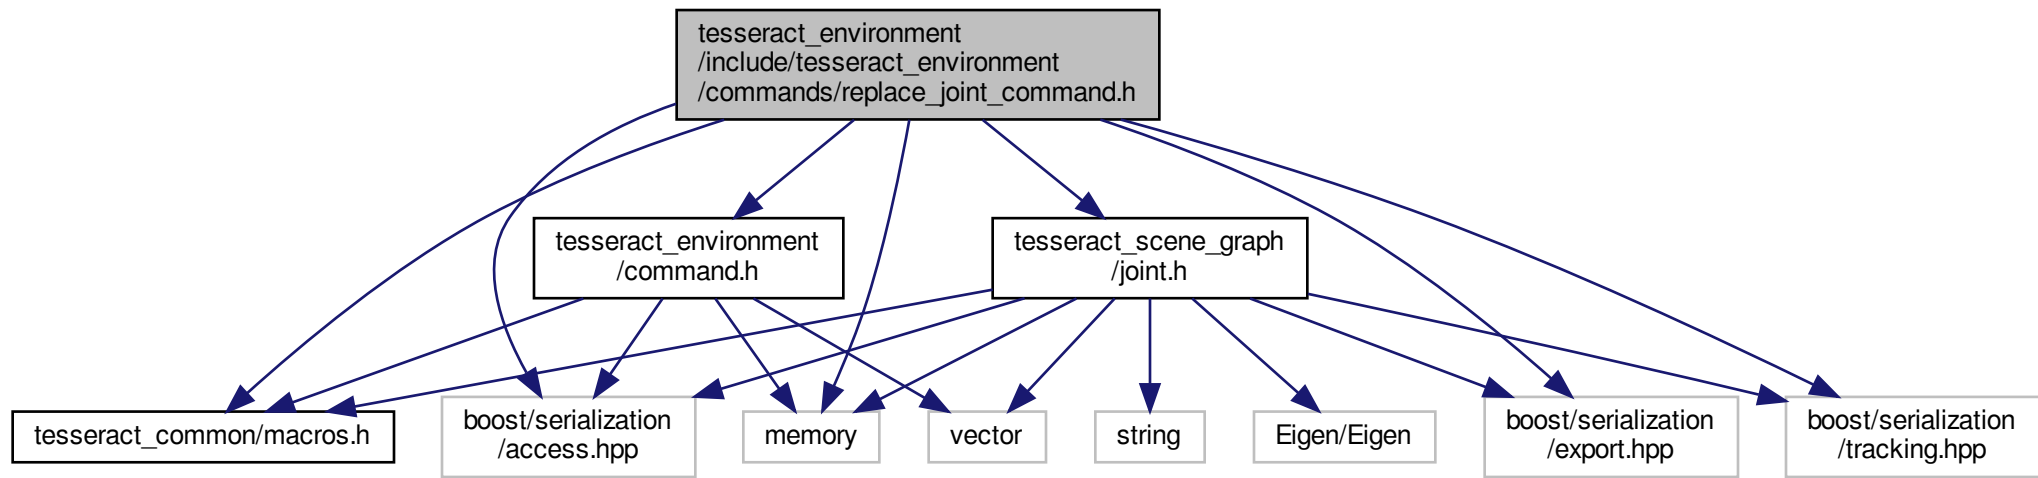 tesseract_environment
/include/tesseract_environment
/commands/replace_joint_command.h
tesseract_environment
/command.h
tesseract_scene_graph
/joint.h
tesseract_common/macros.h
boost/serialization
/access.hpp
memory
vector
string
Eigen/Eigen
boost/serialization
/export.hpp
boost/serialization
/tracking.hpp